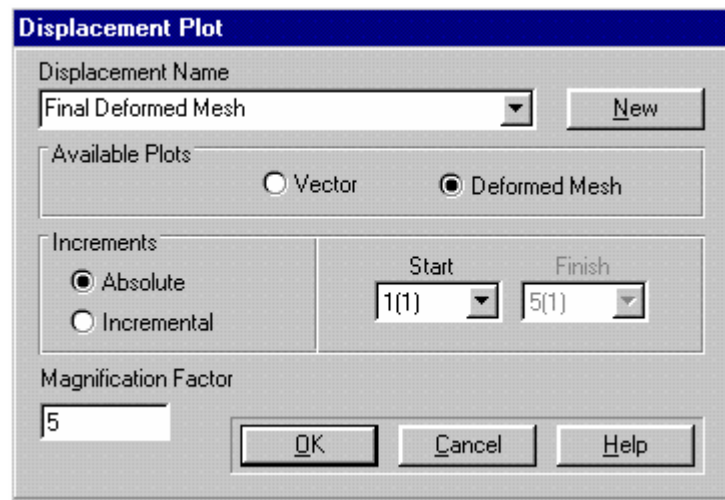 Displacement Plot
Displacement Name
Final Deformed Mesh
New
Available Plots
Vector
Deformed Mesh
Increments
Absolute
Incremental
Start
Finish
1(1)
5(1)
Magnification Factor
5
OK
Cancel
Help